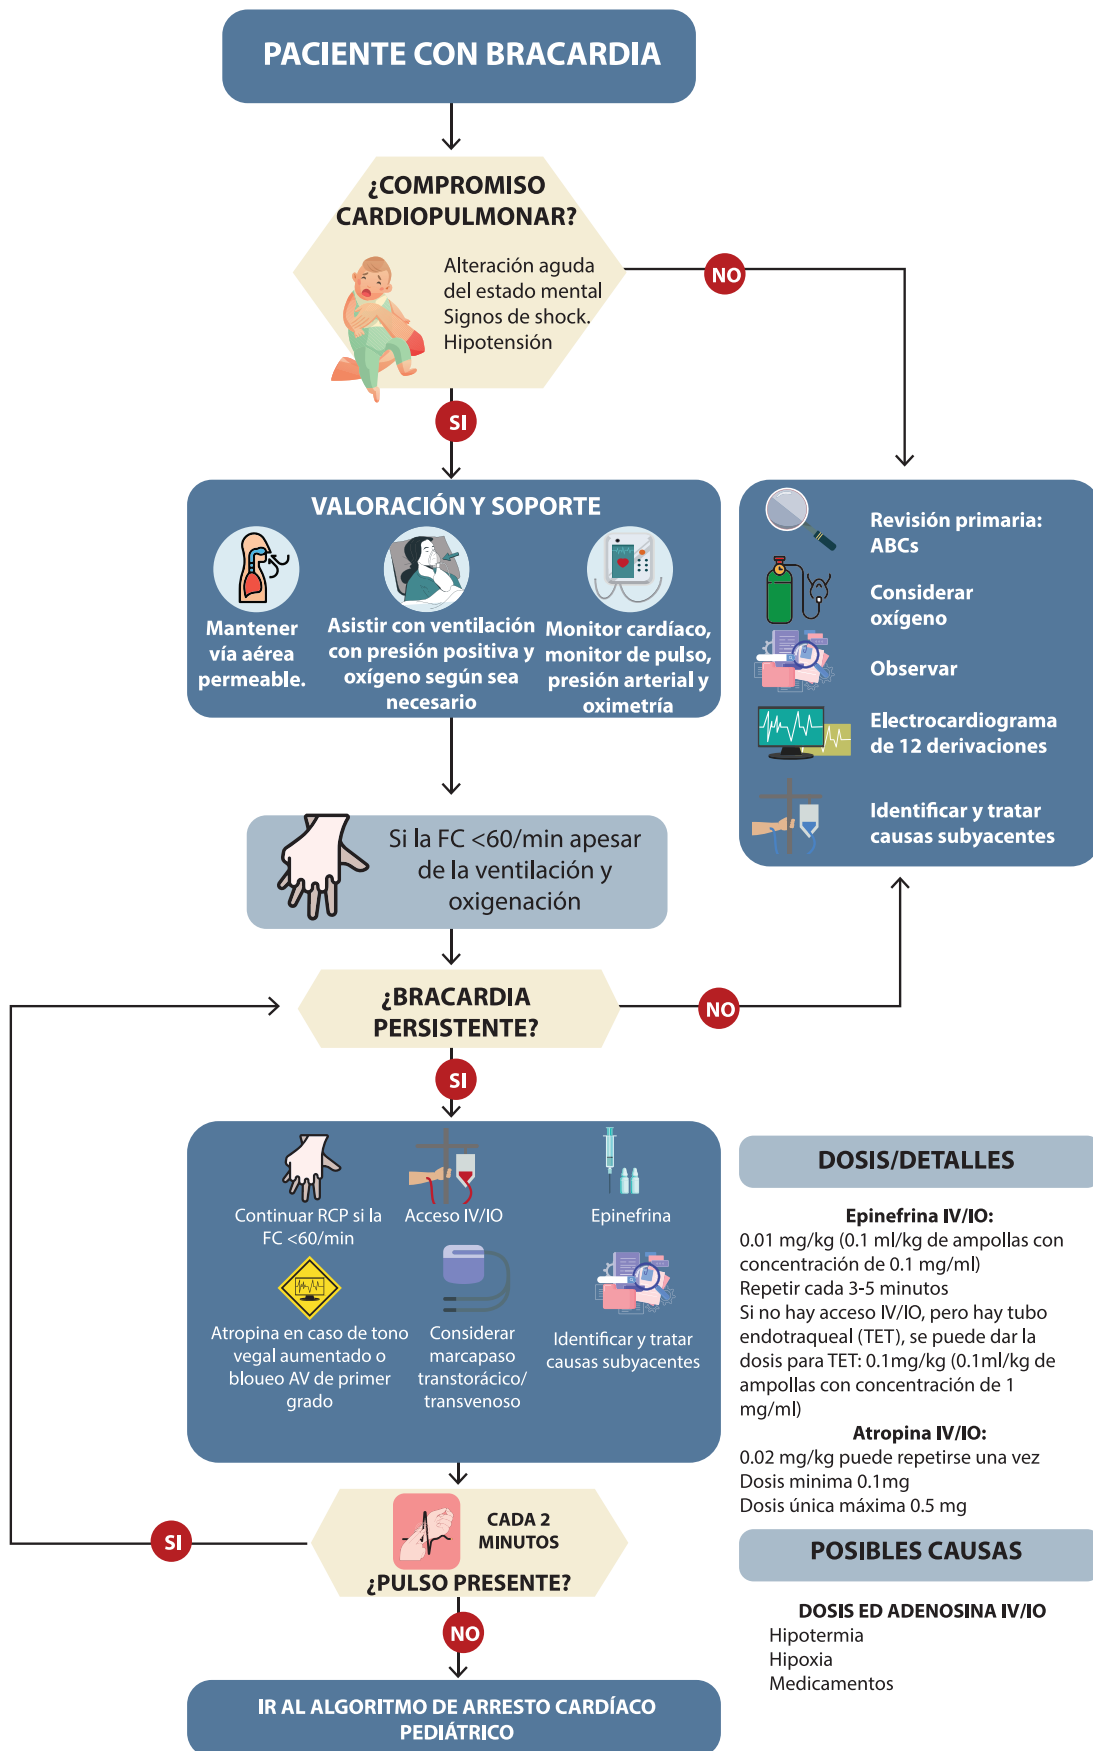 PACIENTE CON BRACARDIA
¿COMPROMISO
CARDIOPULMONAR?
Alteración aguda
del estado mental
Signos de shock.
Hipotensión
NO
SI
VALORACIÓN Y SOPORTE
Mantener
vía aérea
permeable.
Asistir con ventilación
con presión positiva y
oxígeno según sea
necesario
Monitor cardíaco,
monitor de pulso,
presión arterial y
oximetría
Revisión primaria:
ABCs
Considerar
oxígeno
Observar
Electrocardiograma
de 12 derivaciones
Identificar y tratar
causas subyacentes
Si la FC <60/min apesar
de la ventilación y
oxigenación
¿BRACARDIA
PERSISTENTE?
NO
SI
Continuar RCP si la
FC <60/min
Acceso IV/IO
Epinefrina
Atropina en caso de tono
vegal aumentado o
bloueo AV de primer
grado
Considerar
marcapaso
transtorácico/
transvenoso
Identificar y tratar
causas subyacentes
DOSIS/DETALLES
Epinefrina IV/IO:
0.01 mg/kg (0.1 ml/kg de ampollas con
concentración de 0.1 mg/ml)
Repetir cada 3-5 minutos
Si no hay acceso IV/IO, pero hay tubo
endotraqueal (TET), se puede dar la
dosis para TET: 0.1mg/kg (0.1ml/kg de
ampollas con concentración de 1
mg/ml)
Atropina IV/IO:
0.02 mg/kg puede repetirse una vez
Dosis minima 0.1mg
Dosis única máxima 0.5 mg
CADA 2
MINUTOS
¿PULSO PRESENTE?
SI
NO
POSIBLES CAUSAS
DOSIS ED ADENOSINA IV/IO
Hipotermia
Hipoxia
Medicamentos
IR AL ALGORITMO DE ARRESTO CARDÍACO
PEDIÁTRICO